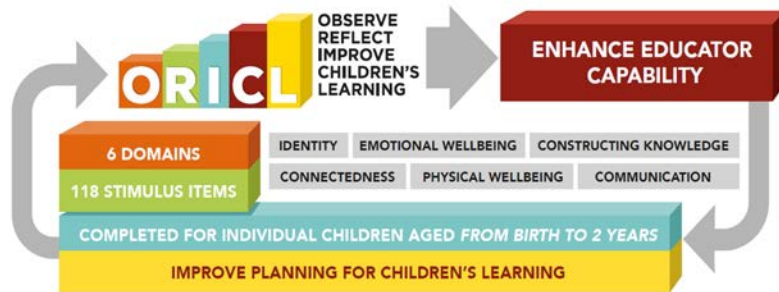 ORICL
OBSERVE
REFLECT
IMPROVE
CHILDREN'S
LEARNING
ENHANCE EDUCATOR
CAPABILITY
6 DOMAINS
118 STIMULUS ITEMS
IDENTITY
EMOTIONAL WELLBEING
CONSTRUCTING KNOWLEDGE
CONNECTEDNESS
PHYSICAL WELLBEING
COMMUNICATION
COMPLETED FOR INDIVIDUAL CHILDREN AGED FROM BIRTH TO 2 YEARS
IMPROVE PLANNING FOR CHILDREN'S LEARNING